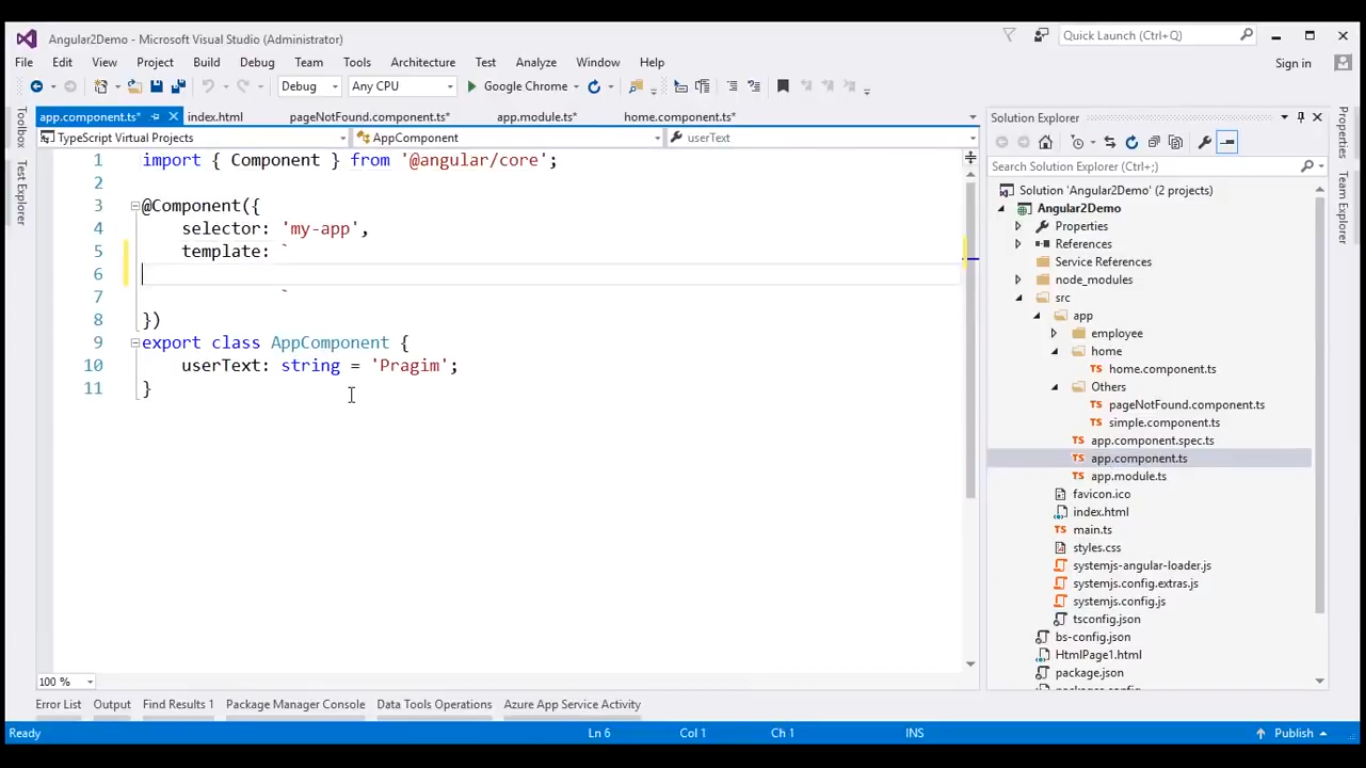 Angular2Demo - Microsoft Visual Studio (Administrator)
Quick Launch (Ctrl+Q)
File Edit View Project Build Debug Team Tools Architecture Test Analyze Window Help
Sign in
Debug Any CPU Google Chrome
app.component.ts* index.html pageNotFound.component.ts* app.module.ts* home.component.ts*
TypeScript Virtual Projects AppComponent userText
Toolbox
Test Explorer
1 import { Component } from '@angular/core';
2
3 @Component({
4 selector: 'my-app',
5 template: `
6
7 `
8 })
9 export class AppComponent {
10 userText: string = 'Pragim';
11 }
100 %
Solution Explorer
Search Solution Explorer (Ctrl+;)
Solution 'Angular2Demo' (2 projects)
Angular2Demo
Properties
References
Service References
node_modules
src
app
employee
home
home.component.ts
Others
pageNotFound.component.ts
simple.component.ts
app.component.spec.ts
app.component.ts
app.module.ts
favicon.ico
index.html
main.ts
styles.css
systemjs-angular-loader.js
systemjs.config.extras.js
systemjs.config.js
tsconfig.json
bs-config.json
HtmlPage1.html
package.json
Properties
Team Explorer
Error List Output Find Results 1 Package Manager Console Data Tools Operations Azure App Service Activity
Ready Ln 6 Col 1 Ch 1 INS Publish